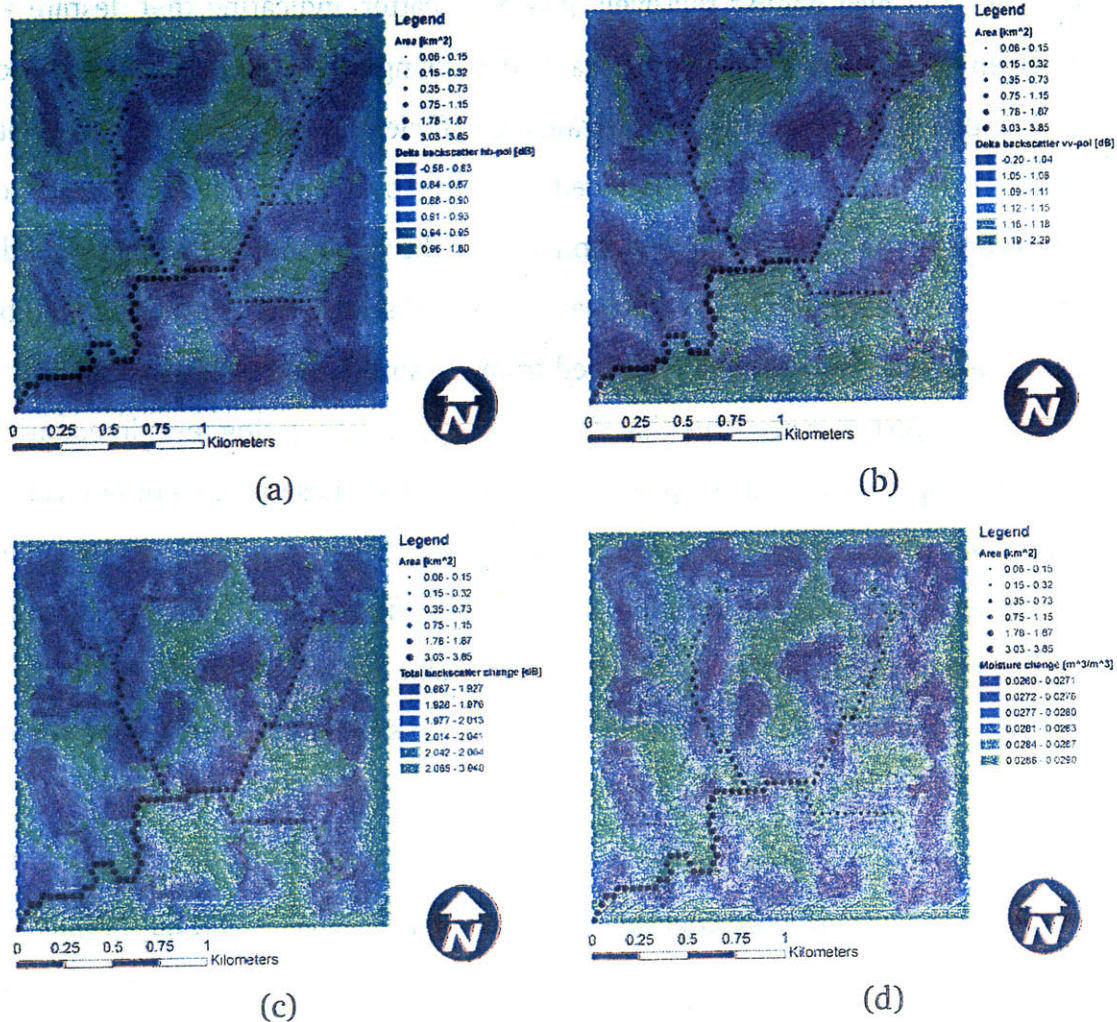 Legend
Area [km^2]
0.06 - 0.15
0.15 - 0.32
0.35 - 0.73
0.75 - 1.15
1.78 - 1.87
3.03 - 3.85
Delta backscatter hh-pol [dB]
-0.56 - 0.83
0.84 - 0.87
0.88 - 0.90
0.91 - 0.93
0.94 - 0.95
0.96 - 1.80
N
0 0.25 0.5 0.75 1
Kilometers
(a)
Legend
Area [km^2]
0.06 - 0.15
0.15 - 0.32
0.35 - 0.73
0.75 - 1.15
1.78 - 1.87
3.03 - 3.85
Delta backscatter vv-pol [dB]
-0.20 - 1.04
1.05 - 1.08
1.09 - 1.11
1.12 - 1.15
1.16 - 1.18
1.19 - 2.29
N
0 0.25 0.5 0.75 1
Kilometers
(b)
Legend
Area [km^2]
0.06 - 0.15
0.15 - 0.32
0.35 - 0.73
0.75 - 1.15
1.78 - 1.87
3.03 - 3.85
Total backscatter change [dB]
0.867 - 1.927
1.928 - 1.976
1.977 - 2.013
2.014 - 2.041
2.042 - 2.064
2.065 - 3.940
N
0 0.25 0.5 0.75 1
Kilometers
(c)
Legend
Area [km^2]
0.06 - 0.15
0.15 - 0.32
0.35 - 0.73
0.75 - 1.15
1.78 - 1.87
3.03 - 3.85
Moisture change [m^3/m^3]
0.0260 - 0.0271
0.0272 - 0.0276
0.0277 - 0.0280
0.0281 - 0.0283
0.0284 - 0.0287
0.0288 - 0.0290
N
0 0.25 0.5 0.75 1
Kilometers
(d)